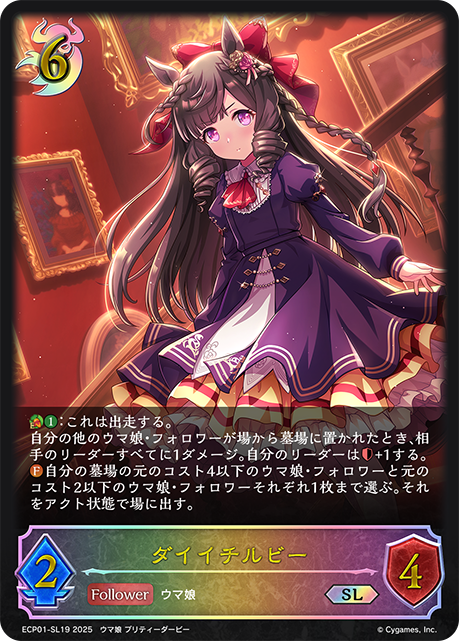 6
1:これは出走する。
自分の他のウマ娘・フォロワーが場から墓場に置かれたとき、相
手のリーダーすべてに1ダメージ。自分のリーダーは+1する。
F 自分の墓場の元のコスト4以下のウマ娘・フォロワーと元の
コスト2以下のウマ娘・フォロワーそれぞれ1枚まで選ぶ。それ
をアクト状態で場に出す。
ダイイチルビー
2
Follower ウマ娘
SL
4
ECP01-SL19 2025 ウマ娘 プリティーダービー
© Cygames, Inc.